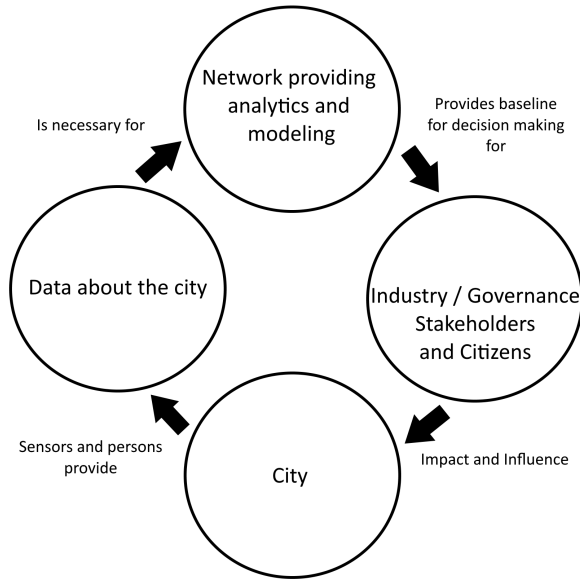 Network providing
analytics and
modeling
Is necessary for
Provides baseline
for decision making
for
Data about the city
Industry / Governance
Stakeholders
and Citizens
Sensors and persons
provide
City
Impact and Influence